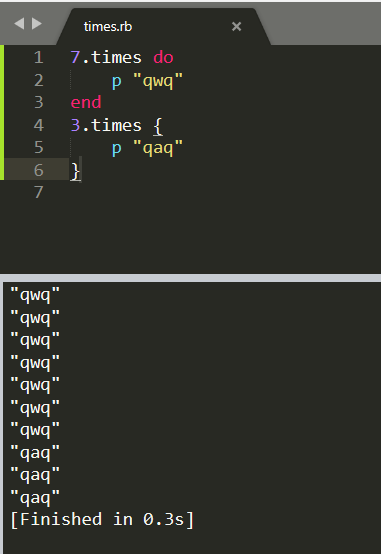 times.rb
1 7.times do
2     p "qwq"
3 end
4 3.times {
5     p "qaq"
6 }
7
"qwq"
"qwq"
"qwq"
"qwq"
"qwq"
"qwq"
"qwq"
"qaq"
"qaq"
"qaq"
[Finished in 0.3s]